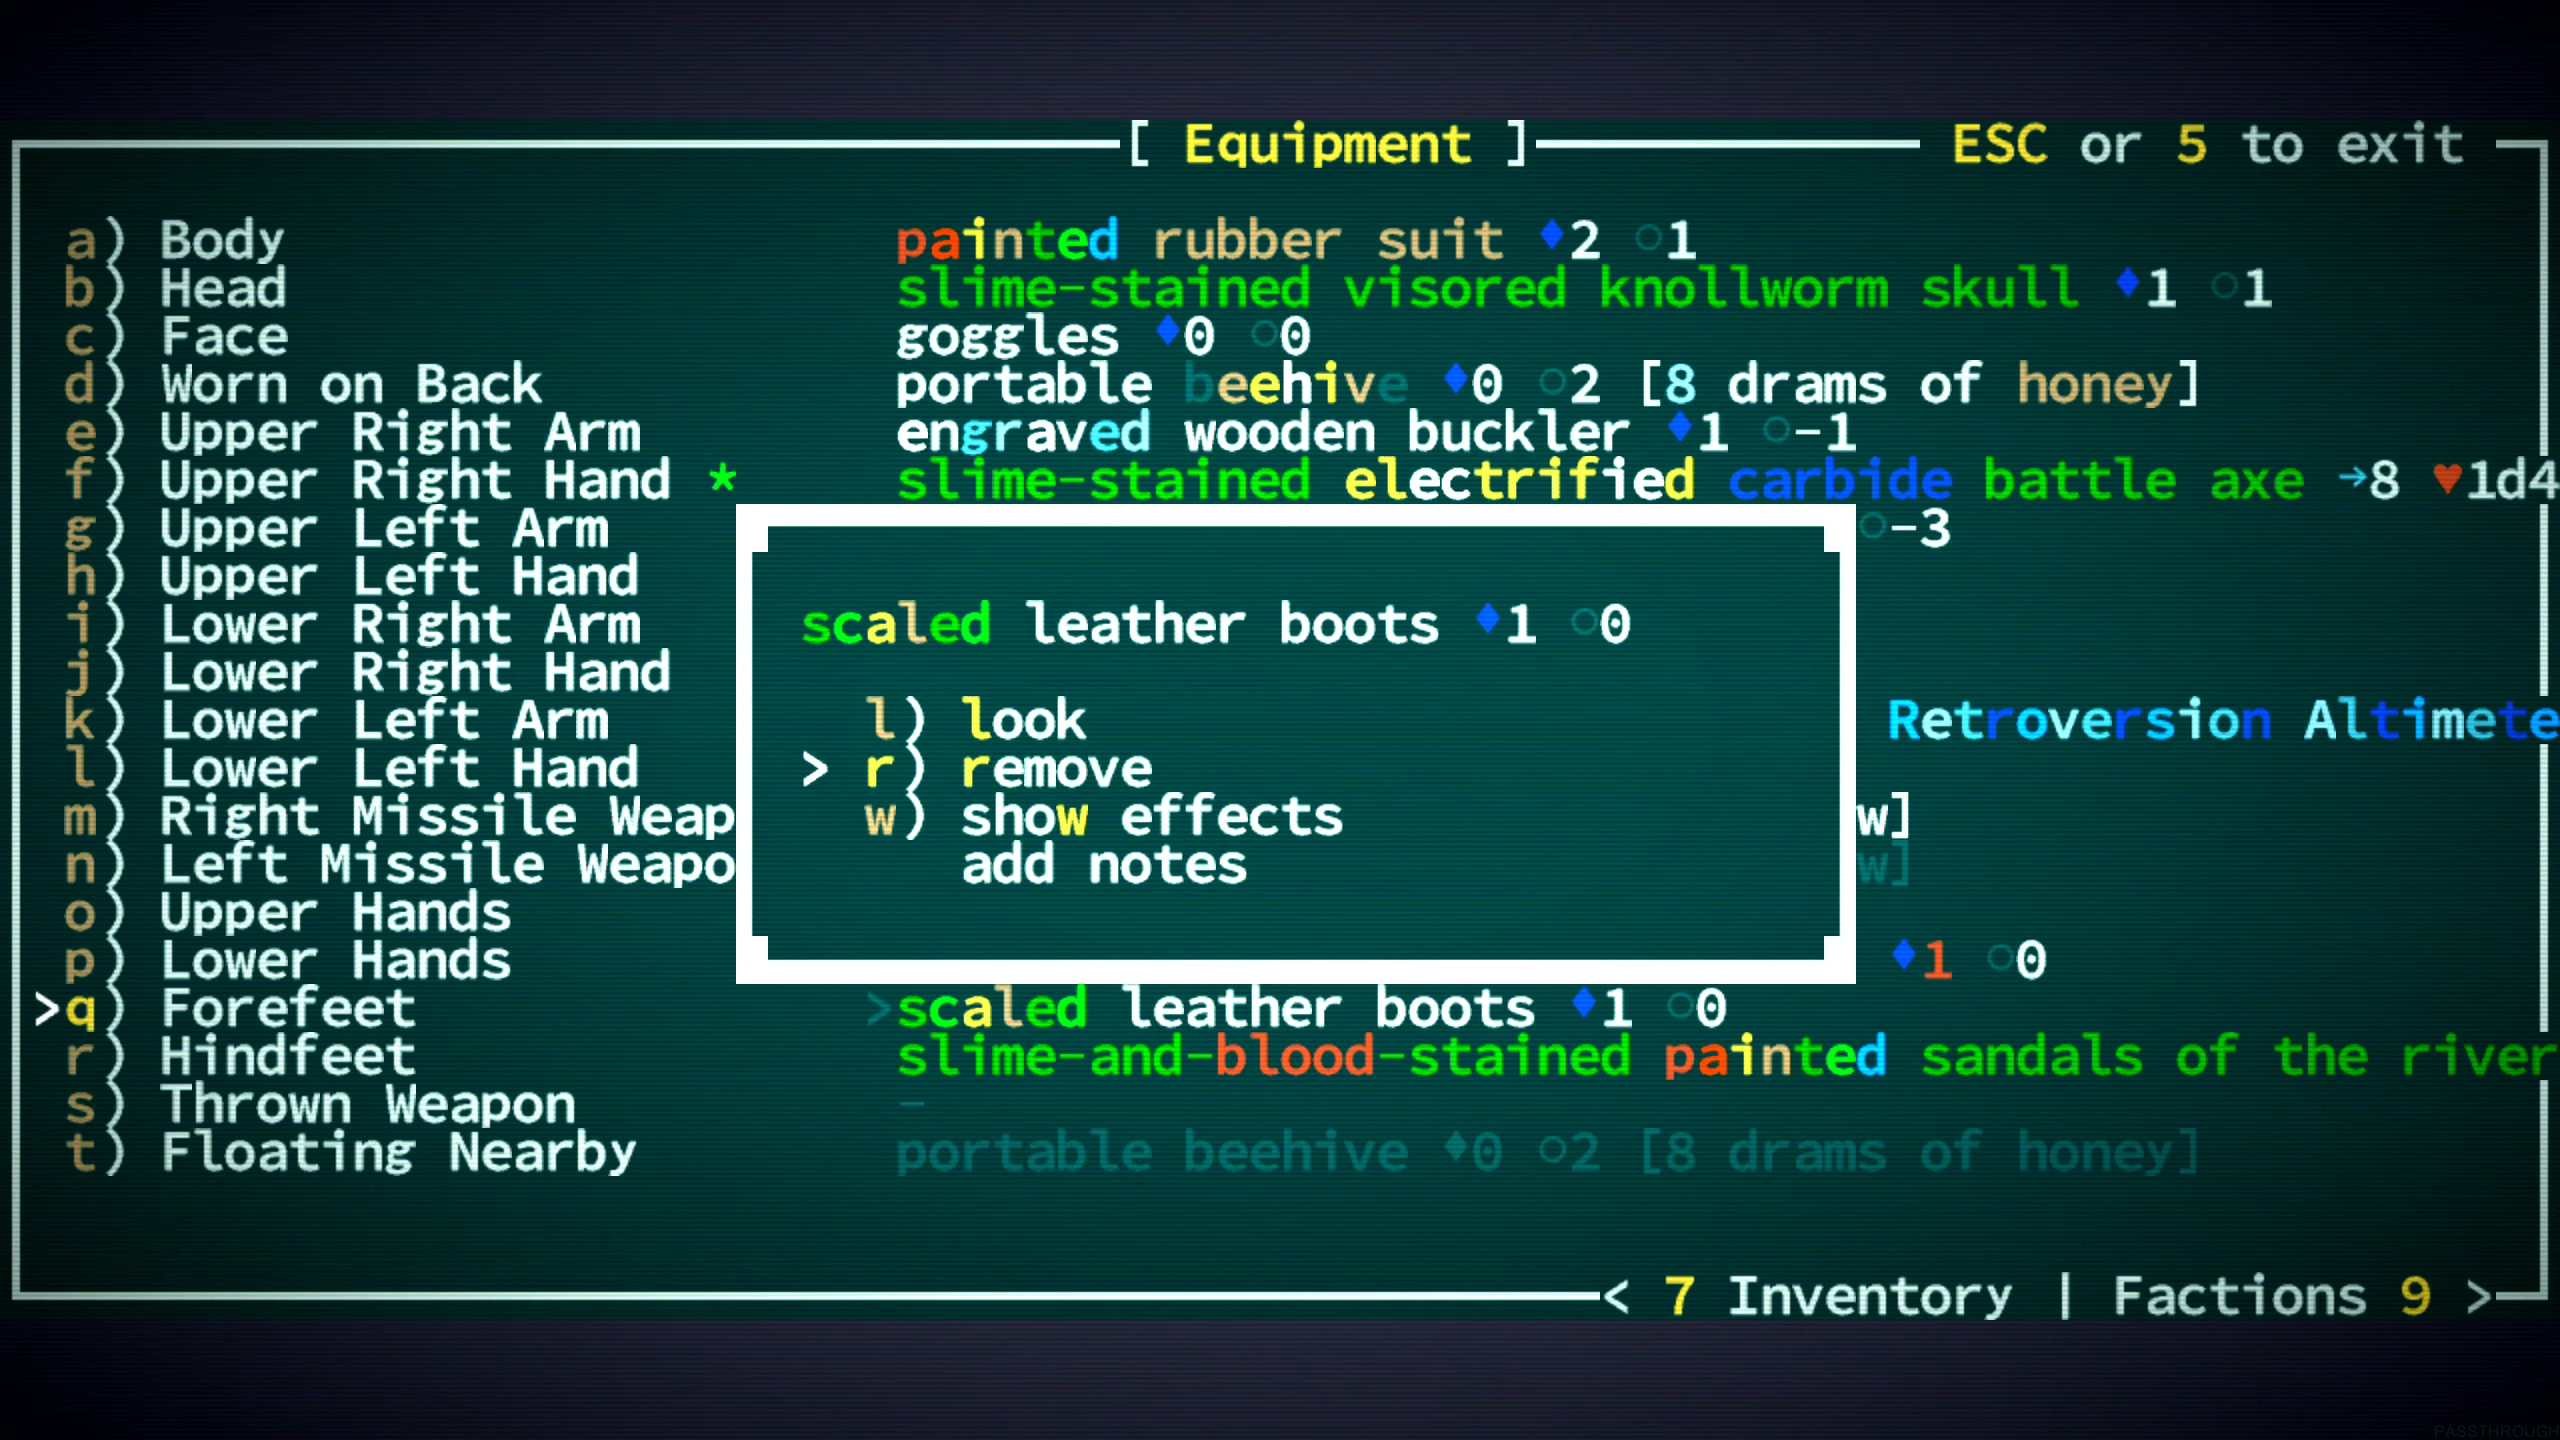 [ Equipment ] ESC or 5 to exit
a) Body painted rubber suit ♦2 ○1
b) Head slime-stained visored knollworm skull ♦1 ○1
c) Face goggles ♦0 ○0
d) Worn on Back portable beehive ♦0 ○2 [8 drams of honey]
e) Upper Right Arm engraved wooden buckler ♦1 ○-1
f) Upper Right Hand * slime-stained electrified carbide battle axe →8 ♥1d4
g) Upper Left Arm ○-3
h) Upper Left Hand
i) Lower Right Arm
j) Lower Right Hand
k) Lower Left Arm Retroversion Altimete
l) Lower Left Hand
m) Right Missile Weap w]
n) Left Missile Weapo w]
o) Upper Hands
p) Lower Hands ♦1 ○0
>q) Forefeet >scaled leather boots ♦1 ○0
r) Hindfeet slime-and-blood-stained painted sandals of the river
s) Thrown Weapon -
t) Floating Nearby portable beehive ♦0 ○2 [8 drams of honey]
scaled leather boots ♦1 ○0
l) look
> r) remove
w) show effects
add notes
< 7 Inventory | Factions 9 >
PASSTHROUGH